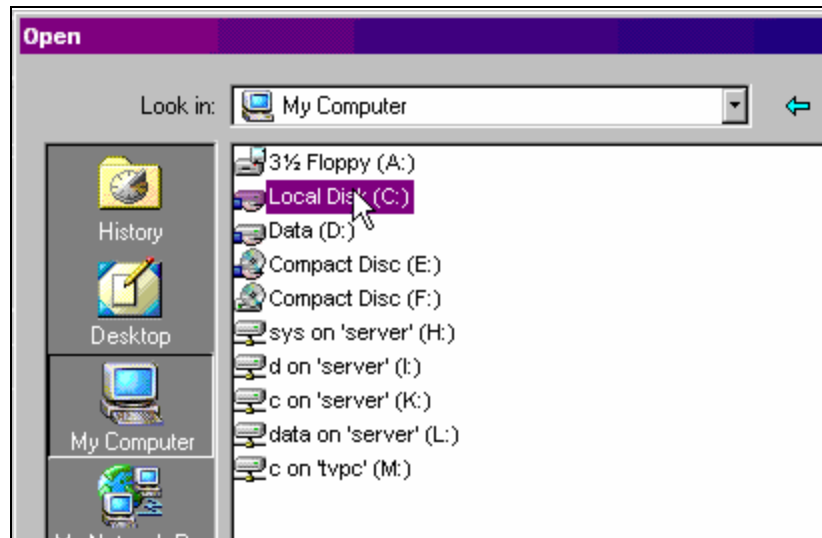 Open
Look in: My Computer
3½ Floppy (A:)
Local Disk (C:)
Data (D:)
Compact Disc (E:)
Compact Disc (F:)
sys on 'server' (H:)
d on 'server' (I:)
c on 'server' (K:)
data on 'server' (L:)
c on 'tvpc' (M:)
History
Desktop
My Computer